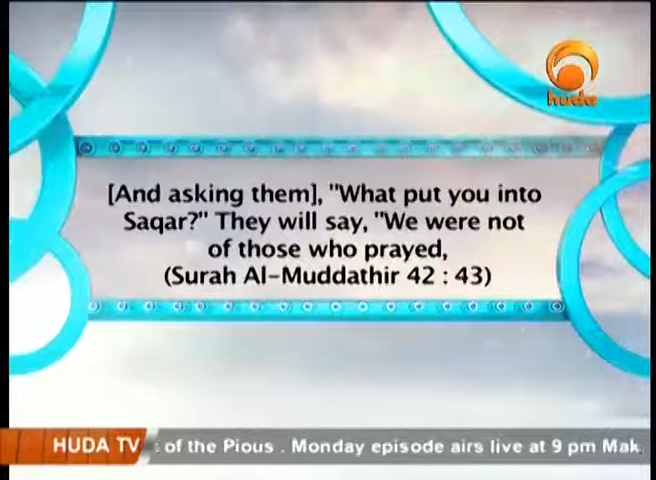 huda
[And asking them], "What put you into
Saqar?" They will say, "We were not
of those who prayed,
(Surah Al-Muddathir 42 : 43)
HUDA TV of the Pious . Monday episode airs live at 9 pm Mak